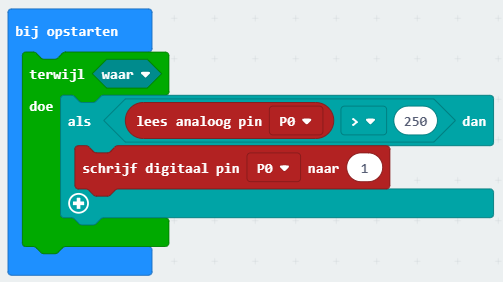 bij opstarten
terwijl waar
doe
als lees analoog pin P0 > 250 dan
schrijf digitaal pin P0 naar 1